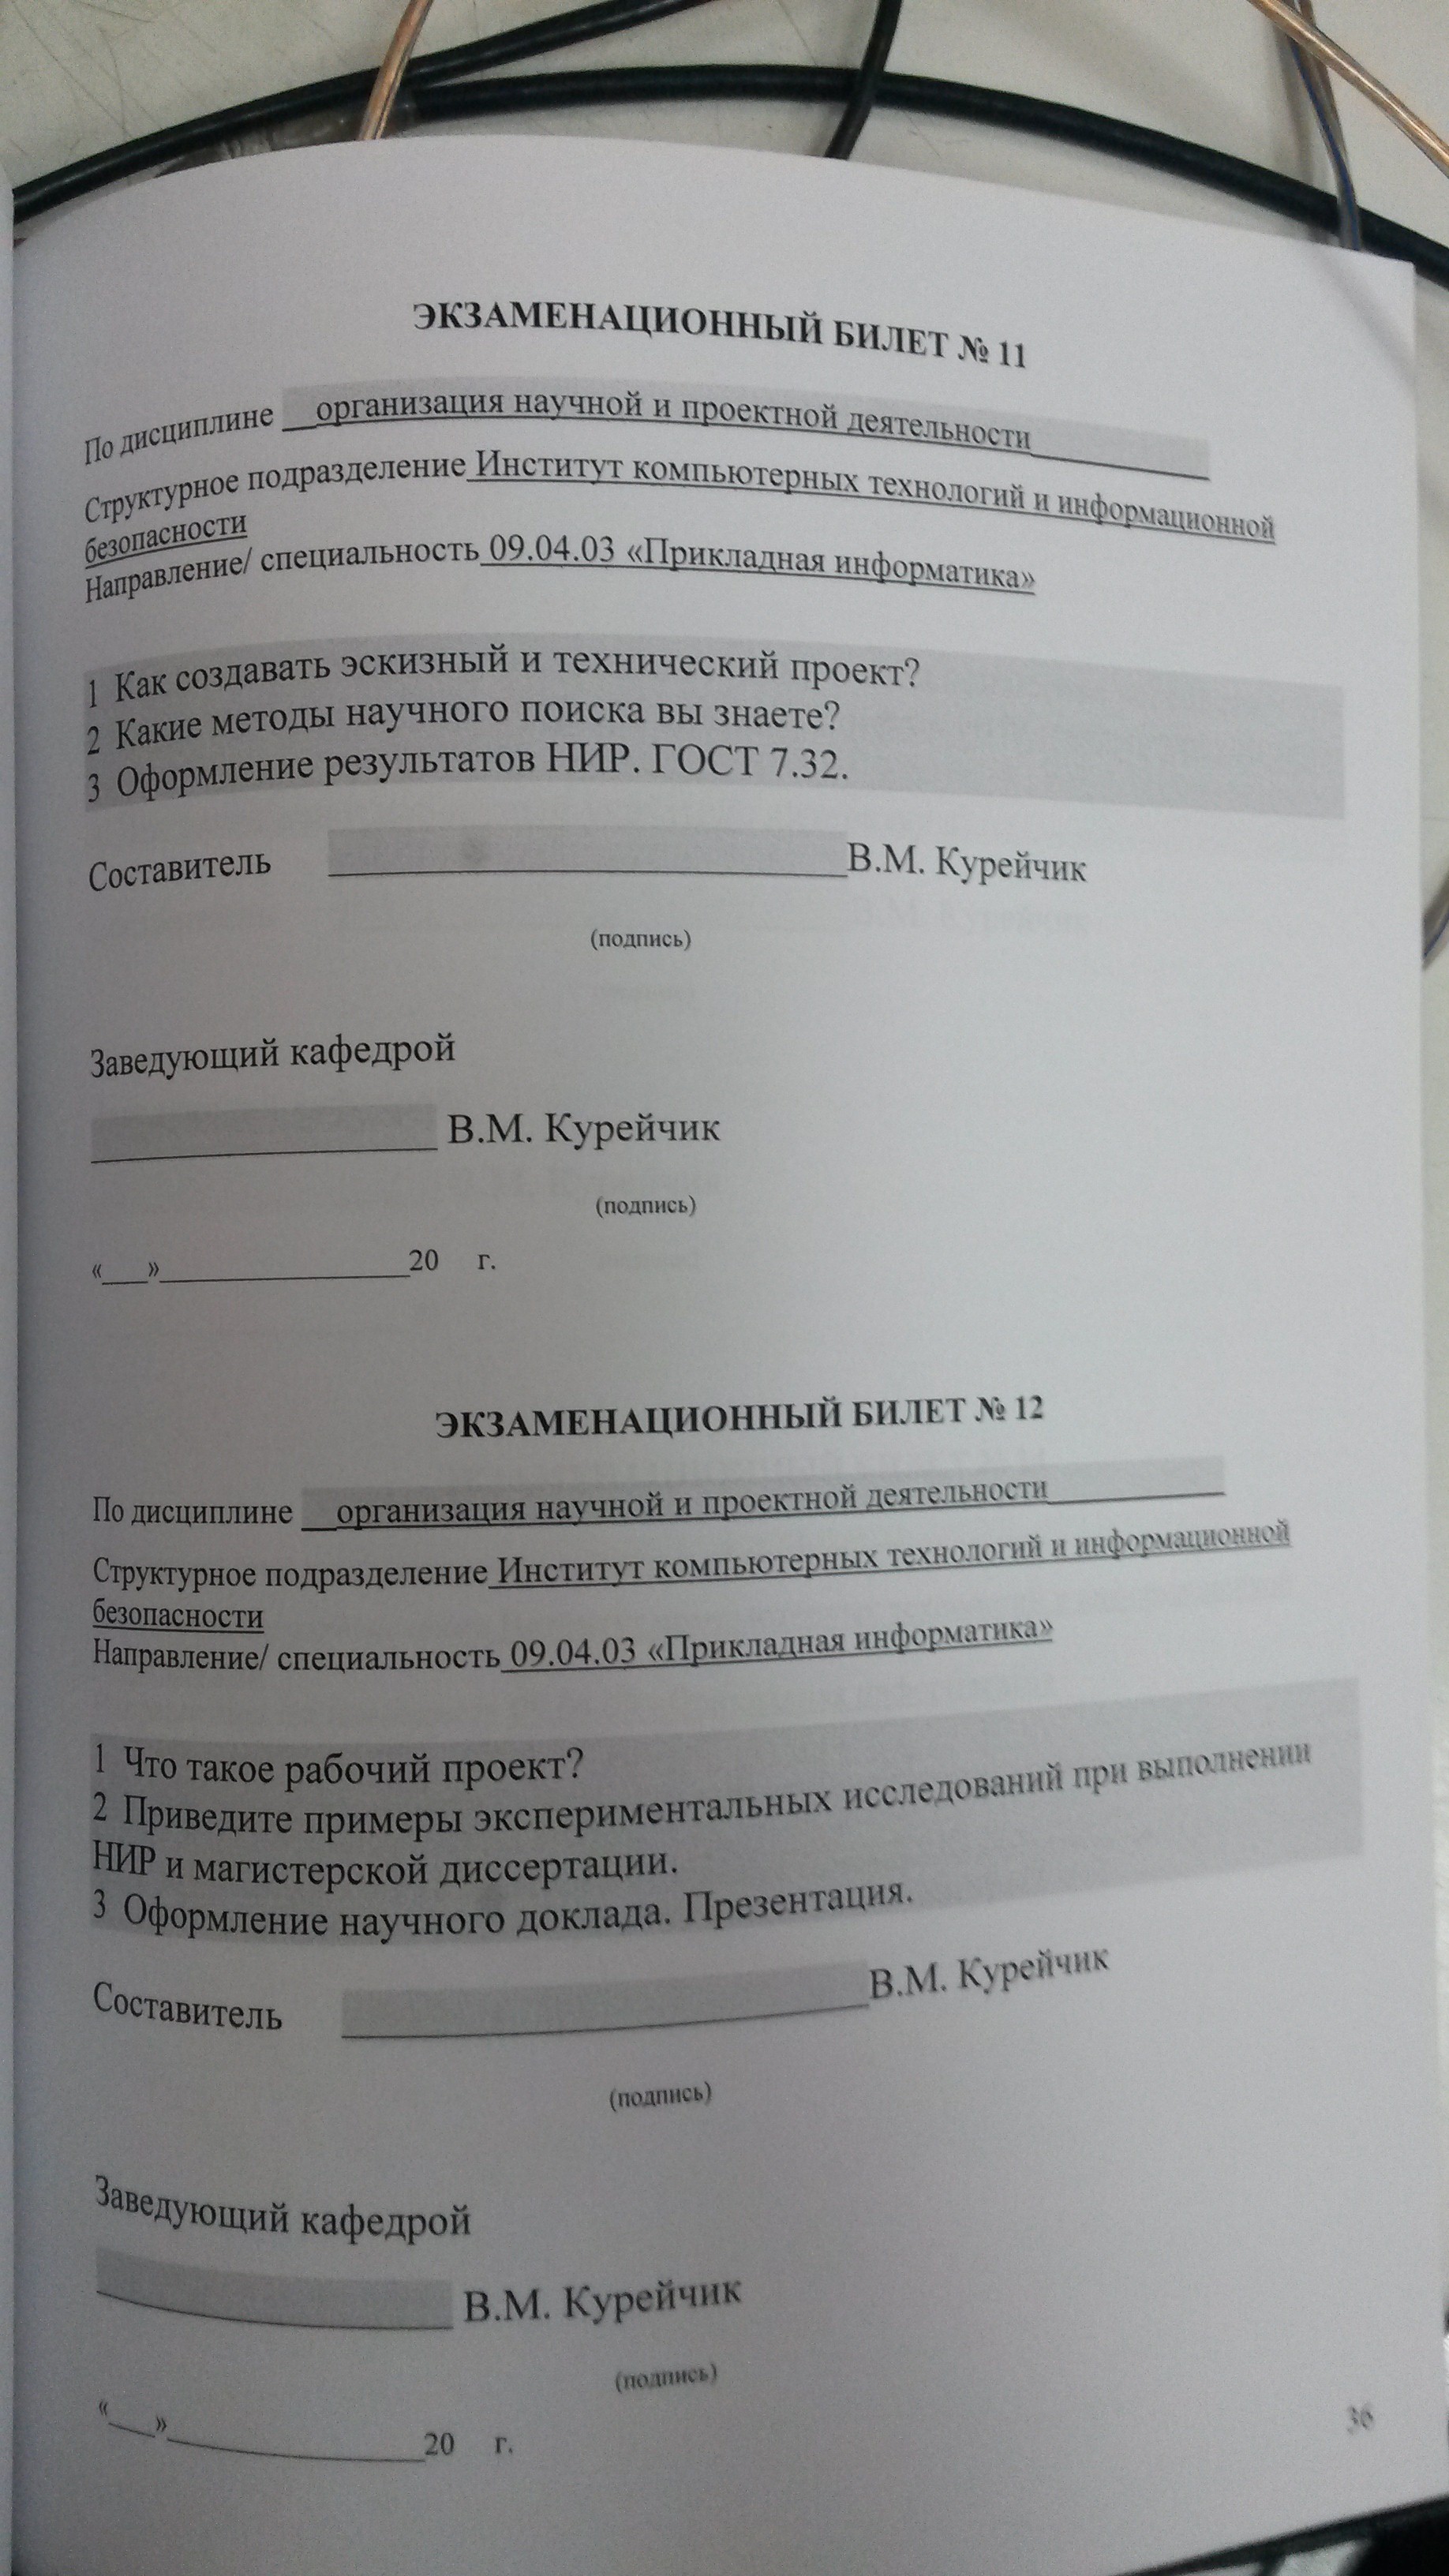 ЭКЗАМЕНАЦИОННЫЙ БИЛЕТ № 11
По дисциплине __организация научной и проектной деятельности__________
Структурное подразделение Институт компьютерных технологий и информационной
безопасности
Направление/ специальность 09.04.03 «Прикладная информатика»
1 Как создавать эскизный и технический проект?
2 Какие методы научного поиска вы знаете?
3 Оформление результатов НИР. ГОСТ 7.32.
Составитель ______________________________В.М. Курейчик
(подпись)
Заведующий кафедрой
____________________ В.М. Курейчик
(подпись)
«___»________________20 г.
ЭКЗАМЕНАЦИОННЫЙ БИЛЕТ № 12
По дисциплине __организация научной и проектной деятельности__________
Структурное подразделение Институт компьютерных технологий и информационной
безопасности
Направление/ специальность 09.04.03 «Прикладная информатика»
1 Что такое рабочий проект?
2 Приведите примеры экспериментальных исследований при выполнении
НИР и магистерской диссертации.
3 Оформление научного доклада. Презентация.
Составитель ______________________________В.М. Курейчик
(подпись)
Заведующий кафедрой
____________________ В.М. Курейчик
(подпись)
«___»________________20 г.
36